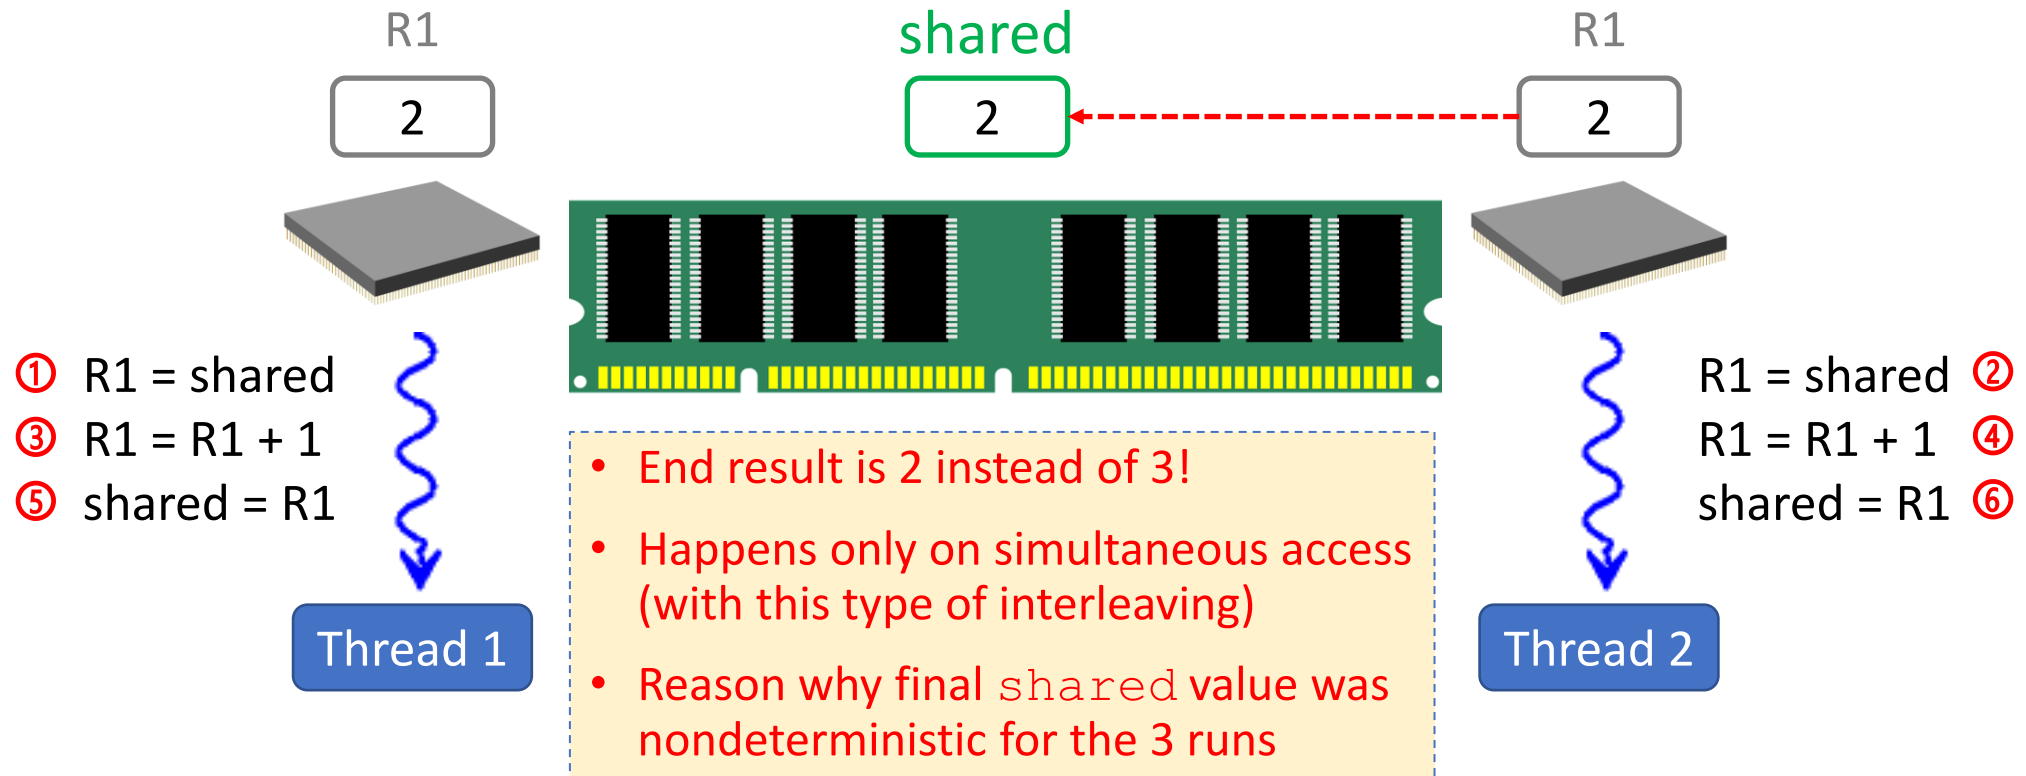 R1 shared R1
2 2 2
① R1 = shared
③ R1 = R1 + 1
⑤ shared = R1
R1 = shared ②
R1 = R1 + 1 ④
shared = R1 ⑥
• End result is 2 instead of 3!
• Happens only on simultaneous access
(with this type of interleaving)
• Reason why final shared value was
nondeterministic for the 3 runs
Thread 1
Thread 2